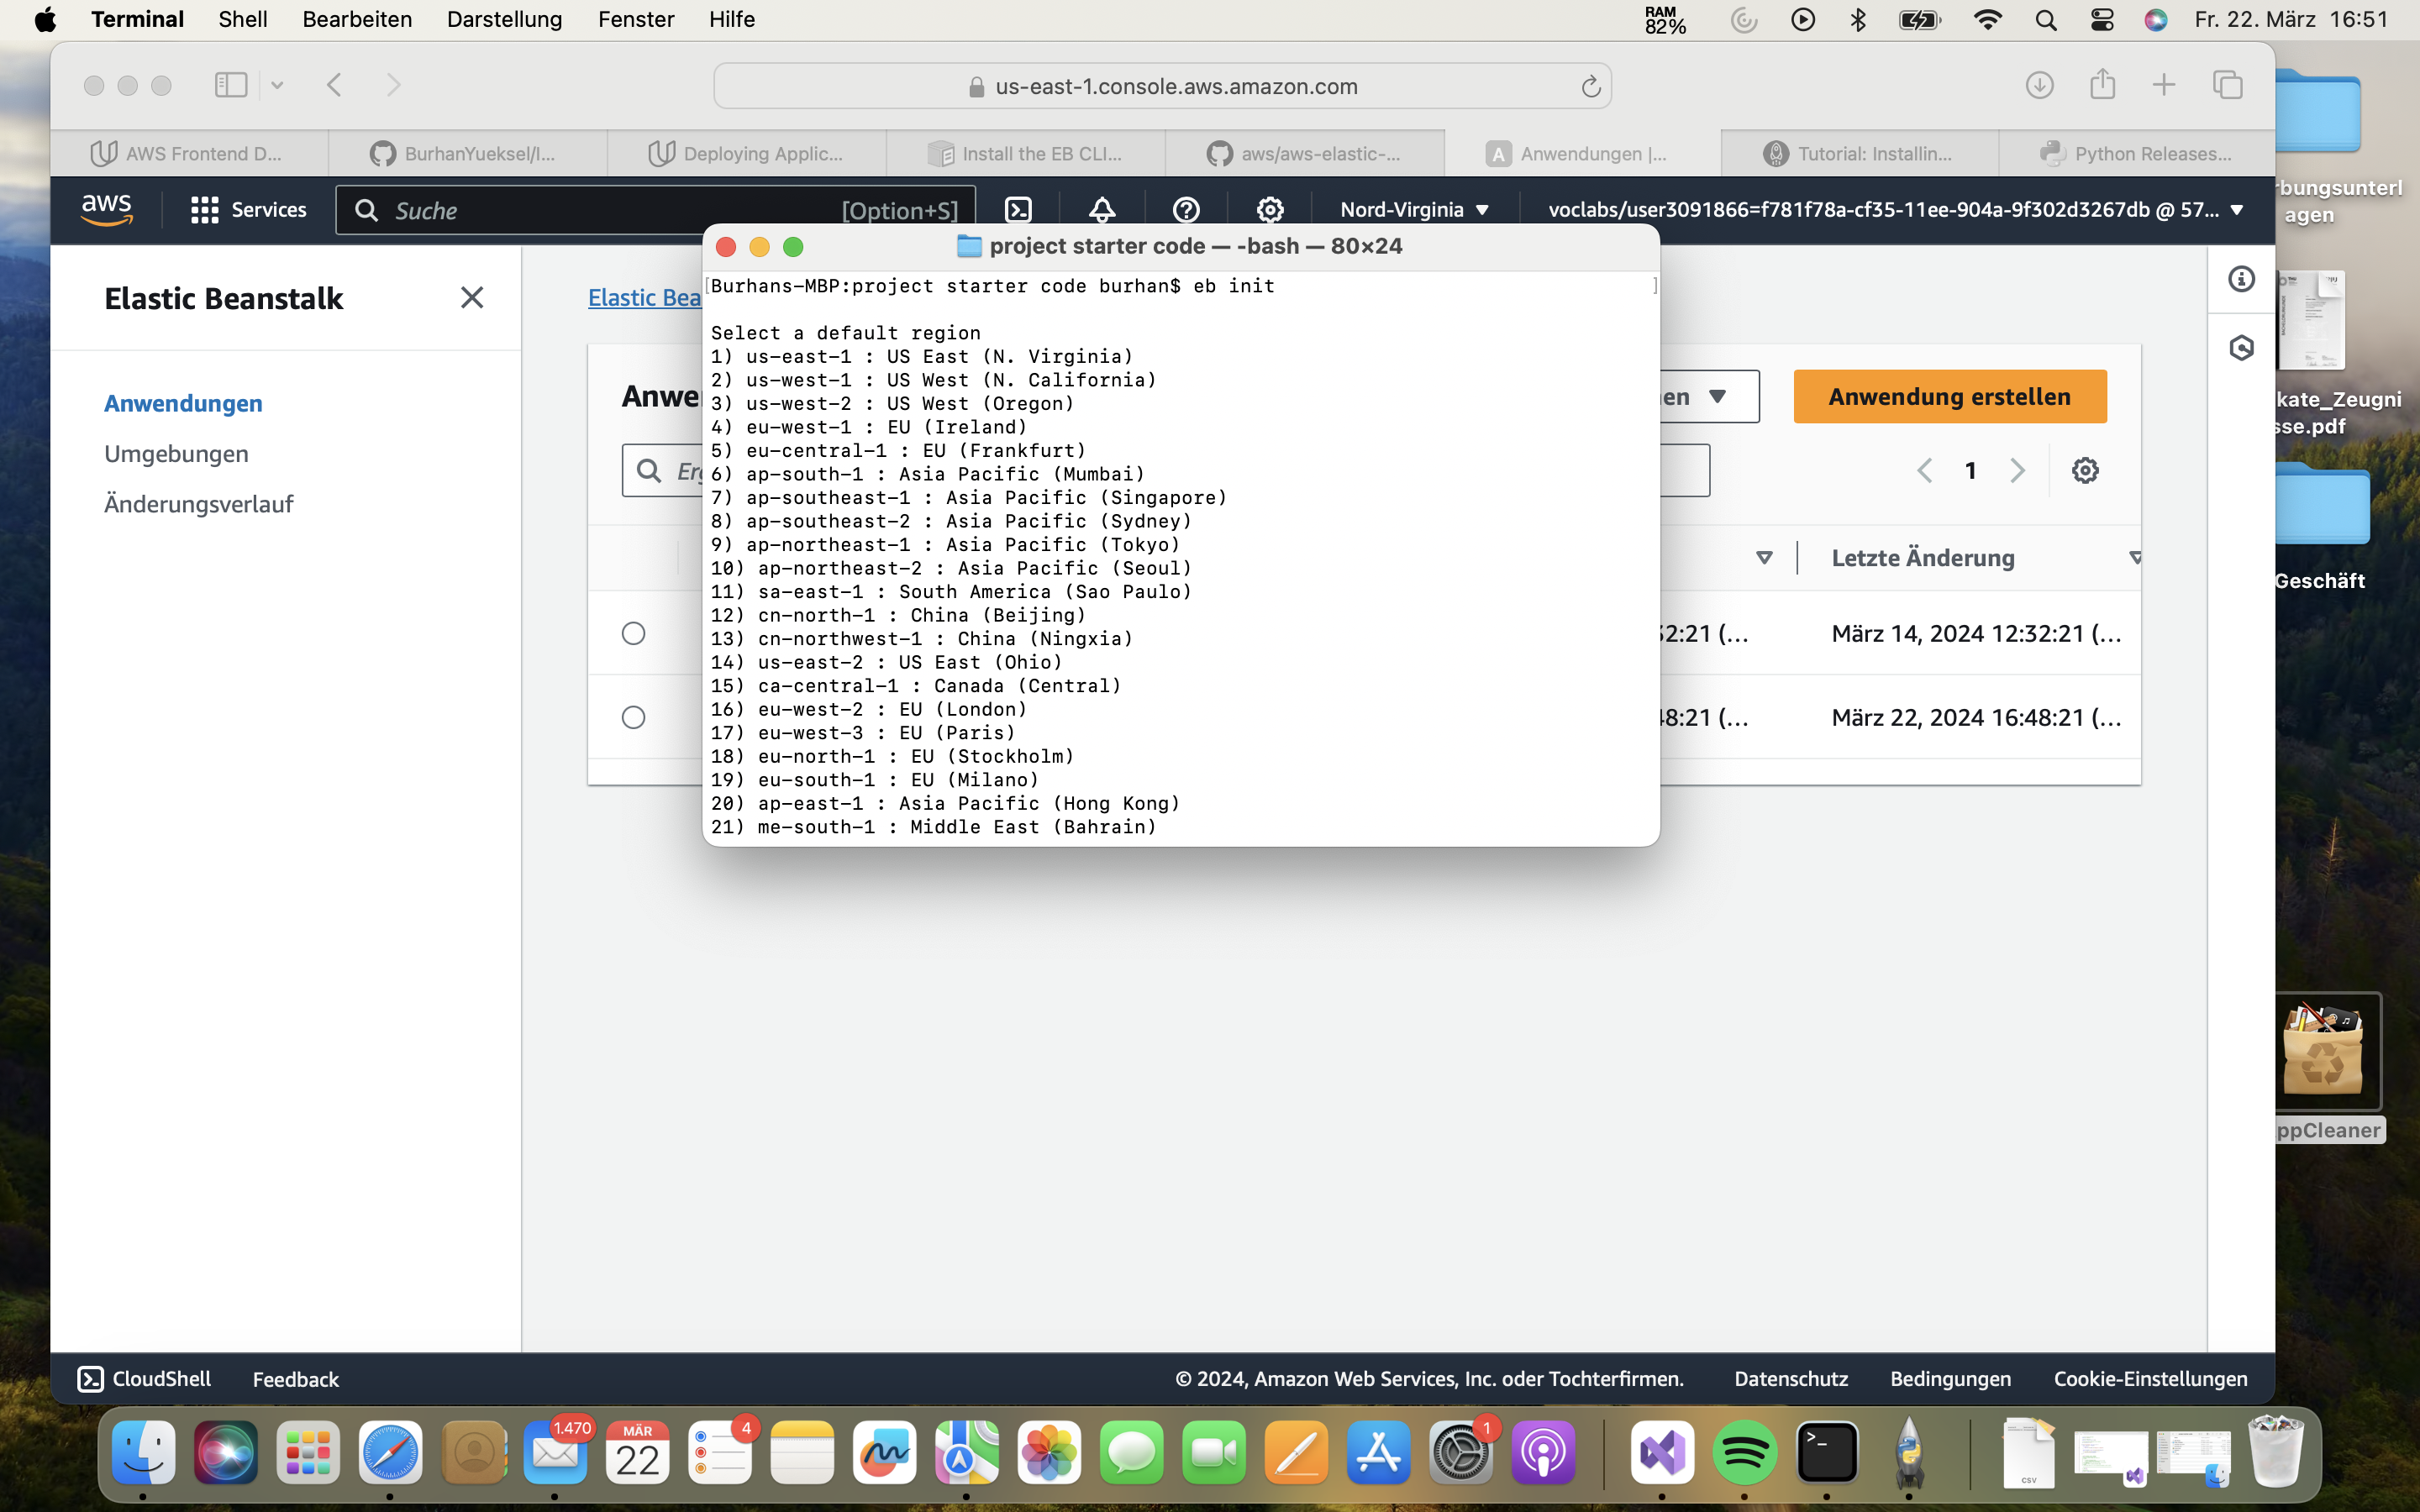 Terminal Shell Bearbeiten Darstellung Fenster Hilfe RAM 82% Fr. 22. März 16:51
us-east-1.console.aws.amazon.com
AWS Frontend D... BurhanYueksel/I... Deploying Applic... Install the EB CLI... aws/aws-elastic-... A Anwendungen |... Tutorial: Installin... Python Releases...
aws Services Suche [Option+S] Nord-Virginia voclabs/user3091866=f781f78a-cf35-11ee-904a-9f302d3267db @ 57...
rbungsunterl
agen
project starter code — -bash — 80×24
Elastic Beanstalk
Elastic Bea
Anwendungen
Umgebungen
Änderungsverlauf
Anwe
Burhans-MBP:project starter code burhan$ eb init
Select a default region
1) us-east-1 : US East (N. Virginia)
2) us-west-1 : US West (N. California)
3) us-west-2 : US West (Oregon)
4) eu-west-1 : EU (Ireland)
5) eu-central-1 : EU (Frankfurt)
6) ap-south-1 : Asia Pacific (Mumbai)
7) ap-southeast-1 : Asia Pacific (Singapore)
8) ap-southeast-2 : Asia Pacific (Sydney)
9) ap-northeast-1 : Asia Pacific (Tokyo)
10) ap-northeast-2 : Asia Pacific (Seoul)
11) sa-east-1 : South America (Sao Paulo)
12) cn-north-1 : China (Beijing)
13) cn-northwest-1 : China (Ningxia)
14) us-east-2 : US East (Ohio)
15) ca-central-1 : Canada (Central)
16) eu-west-2 : EU (London)
17) eu-west-3 : EU (Paris)
18) eu-north-1 : EU (Stockholm)
19) eu-south-1 : EU (Milano)
20) ap-east-1 : Asia Pacific (Hong Kong)
21) me-south-1 : Middle East (Bahrain)
en Anwendung erstellen
1
Letzte Änderung
2:21 (... März 14, 2024 12:32:21 (...
48:21 (... März 22, 2024 16:48:21 (...
kate_Zeugni
sse.pdf
Geschäft
ppCleaner
CloudShell Feedback © 2024, Amazon Web Services, Inc. oder Tochterfirmen. Datenschutz Bedingungen Cookie-Einstellungen
1.470 MÄR 22 4 1 CSV